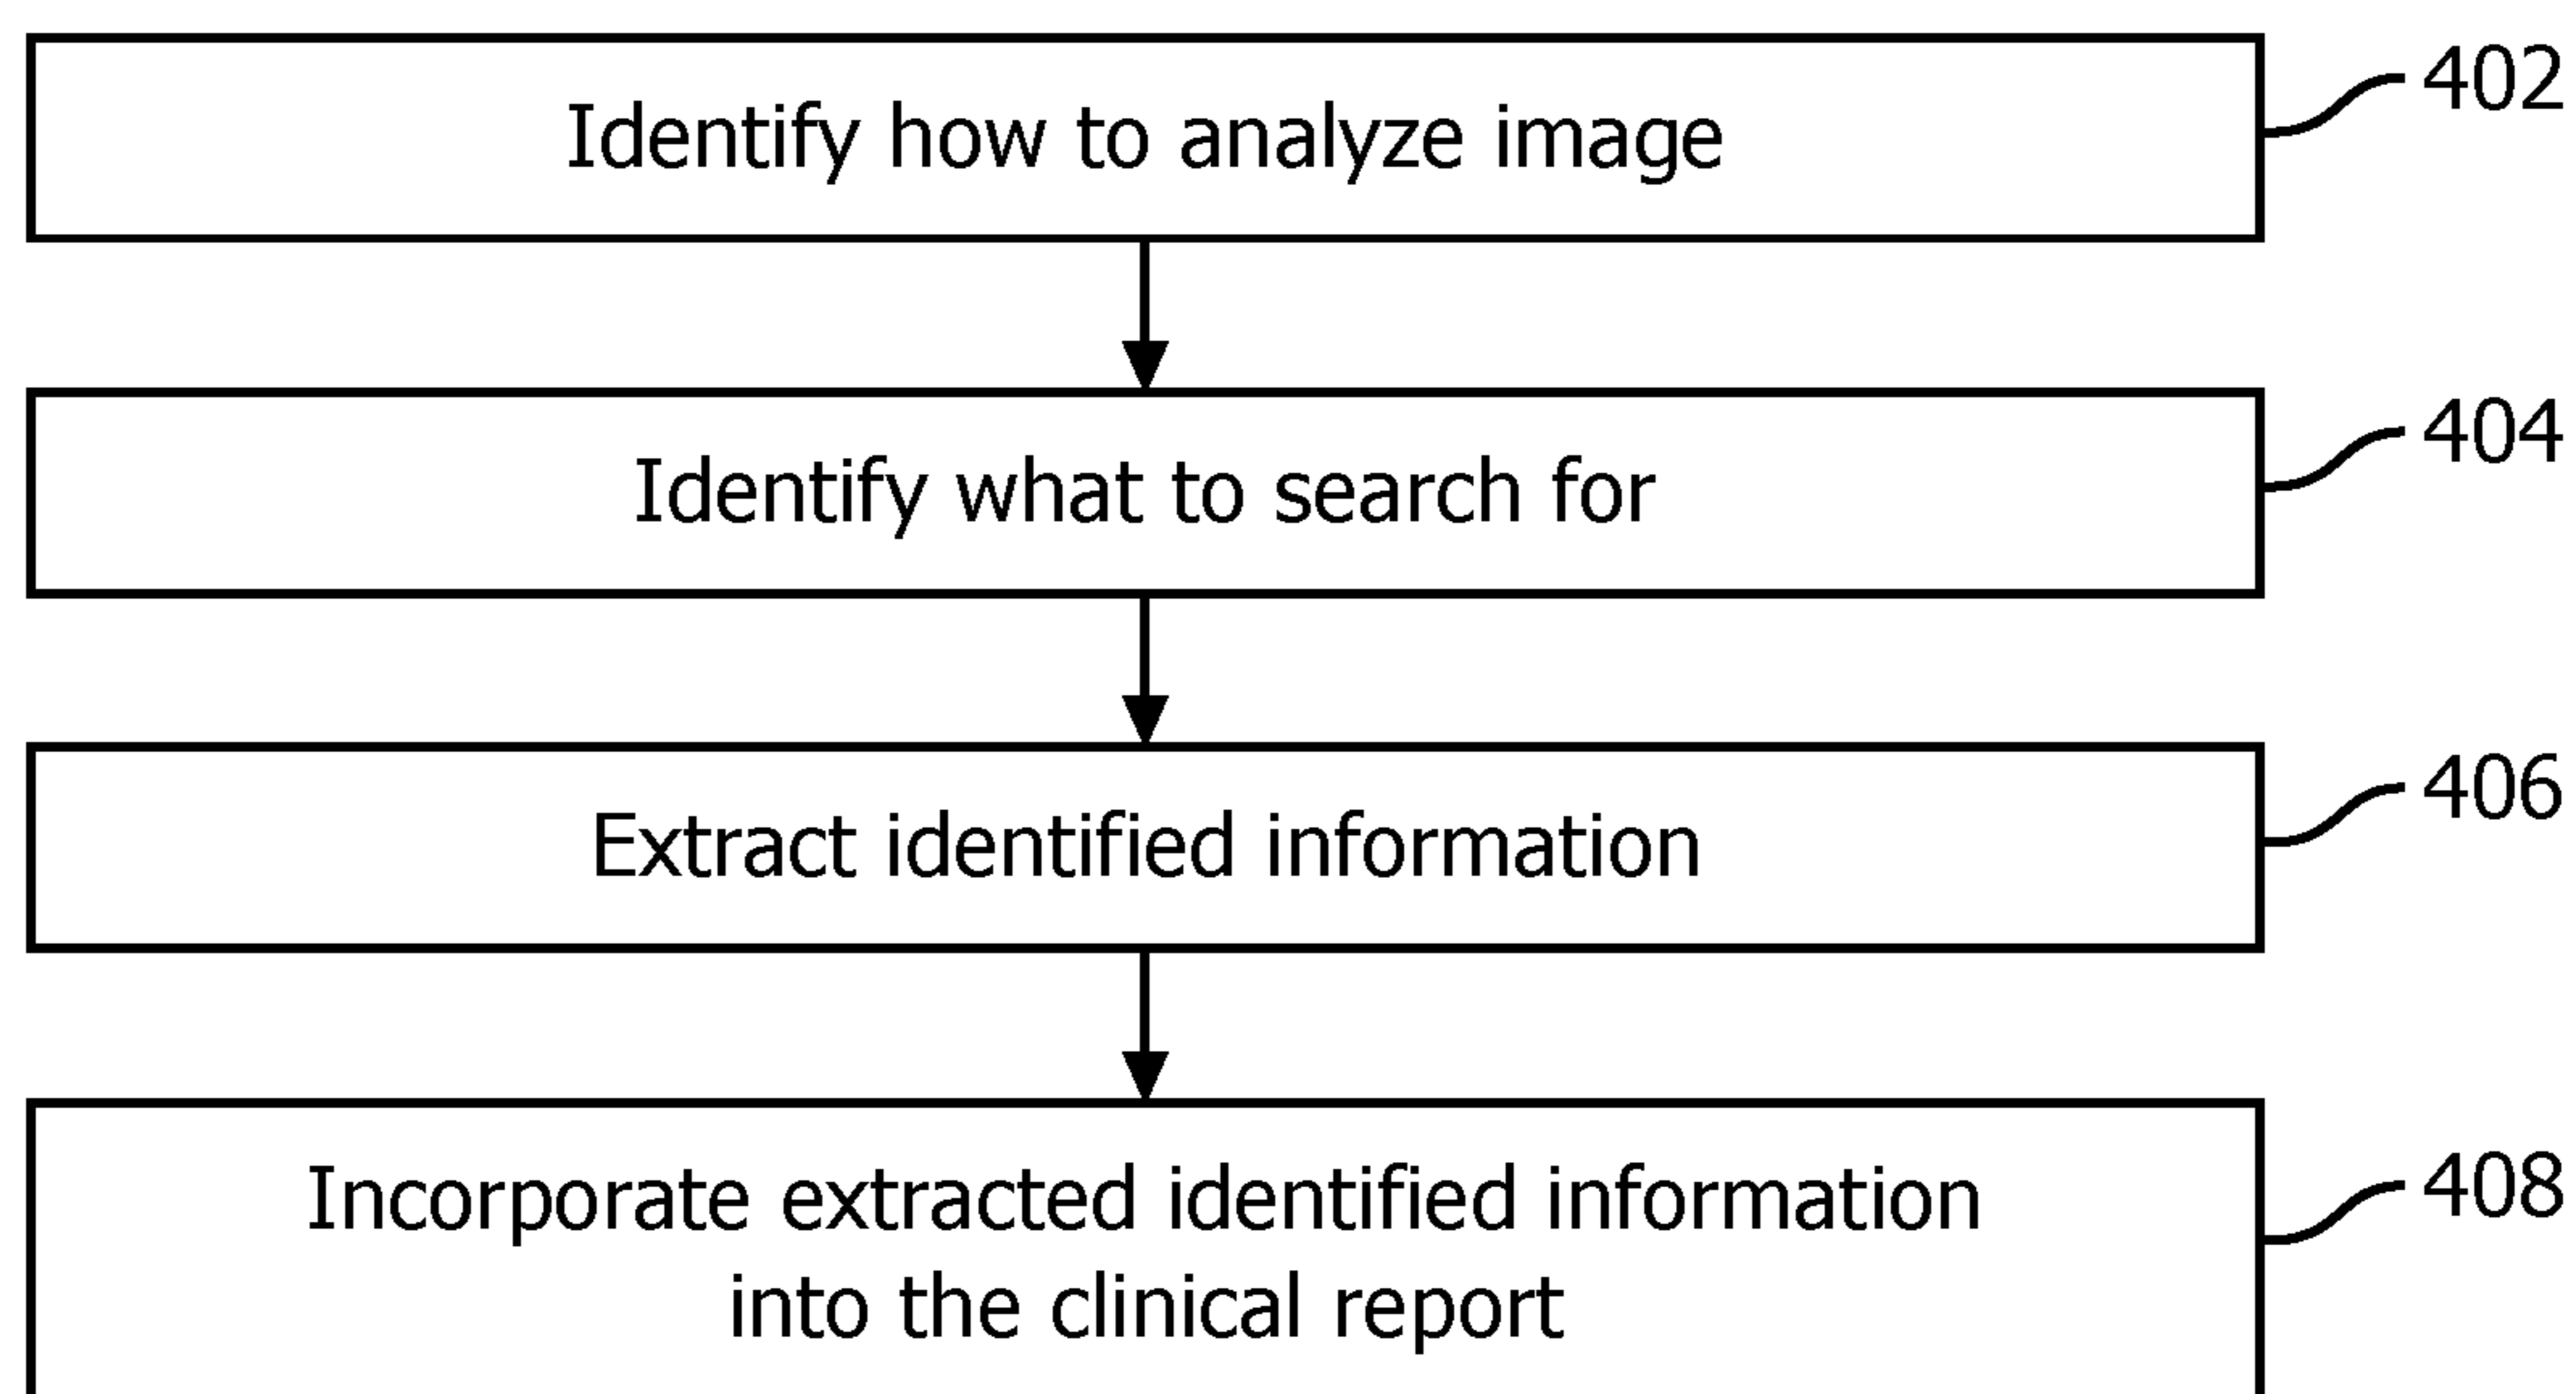 Identify how to analyze image
402
Identify what to search for
404
Extract identified information
406
Incorporate extracted identified information
into the clinical report
408